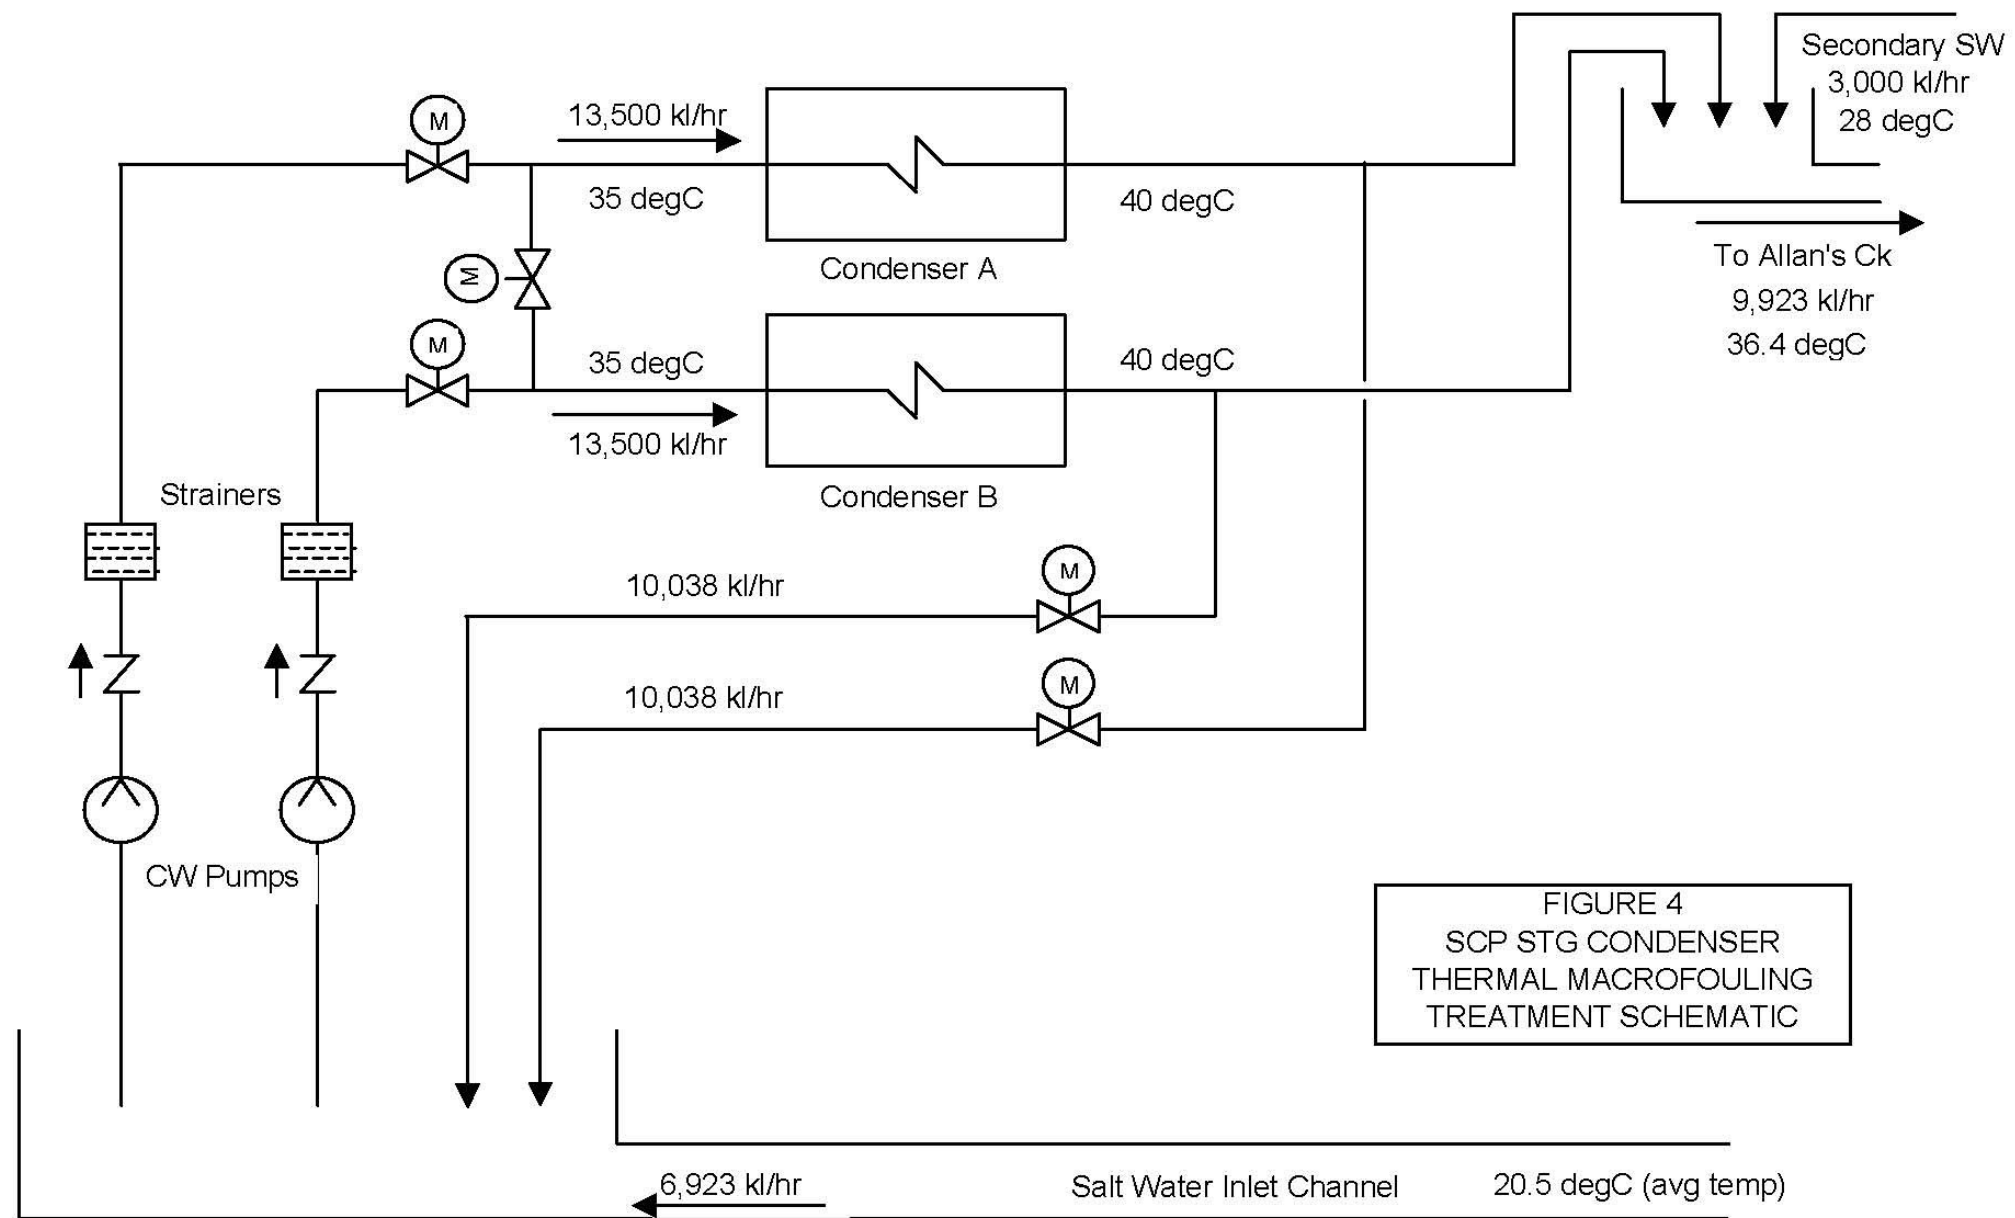 Secondary SW
3,000 kl/hr
28 degC
M
13,500 kl/hr
35 degC
40 degC
Condenser A
To Allan's Ck
9,923 kl/hr
36.4 degC
M
M
35 degC
40 degC
13,500 kl/hr
Condenser B
Strainers
10,038 kl/hr
M
10,038 kl/hr
M
CW Pumps
FIGURE 4
SCP STG CONDENSER
THERMAL MACROFOULING
TREATMENT SCHEMATIC
6,923 kl/hr
Salt Water Inlet Channel
20.5 degC (avg temp)